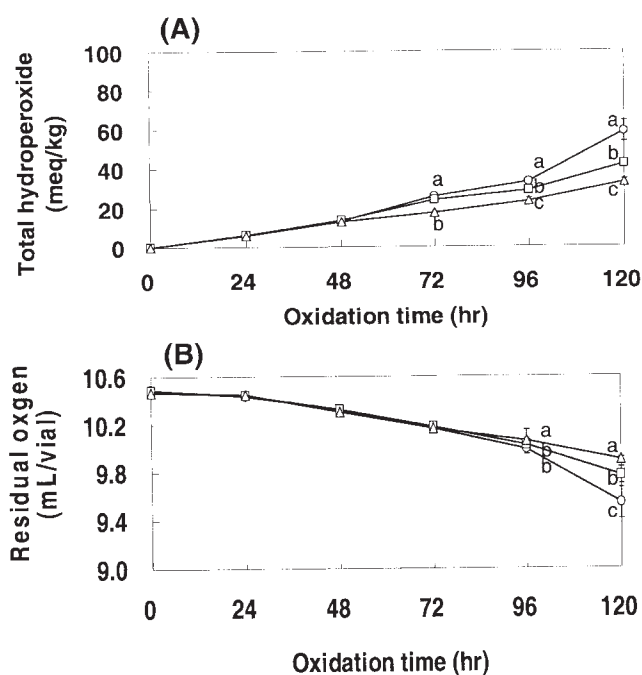 (A)
Total hydroperoxide
(meq/kg)
100
80
60
40
20
0
a
a
a
b
b
b
c
c
0 24 48 72 96 120
Oxidation time (hr)
(B)
Residual oxgen
(mL/vial)
10.6
10.2
9.8
9.4
9.0
a
a
b
b
b
c
0 24 48 72 96 120
Oxidation time (hr)